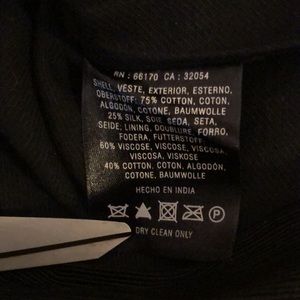 RN : 66170 CA : 32054
SHELL, VESTE, EXTERIOR, ESTERNO,
OBERSTOFF: 75% COTTON, COTON,
ALGODÓN, COTONE, BAUMWOLLE
25% SILK, SOIE, SEDA, SETA,
SEIDE, LINING, DOUBLURE, FORRO,
FODERA, FUTTERSTOFF
60% VISCOSE, VISCOSE, VISCOSA,
VISCOSA, VISKOSE
40% COTTON, COTON, ALGODÓN,
COTONE, BAUMWOLLE
HECHO EN INDIA
P
DRY CLEAN ONLY